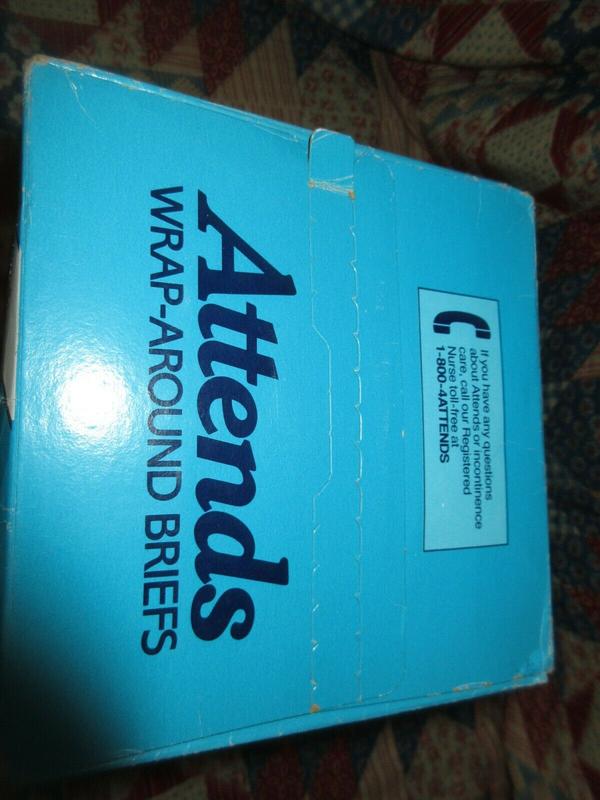 Attends
WRAP-AROUND BRIEFS
If you have any questions
about Attends or incontinence
care, call our Registered
Nurse toll-free at
1-800-4ATTENDS